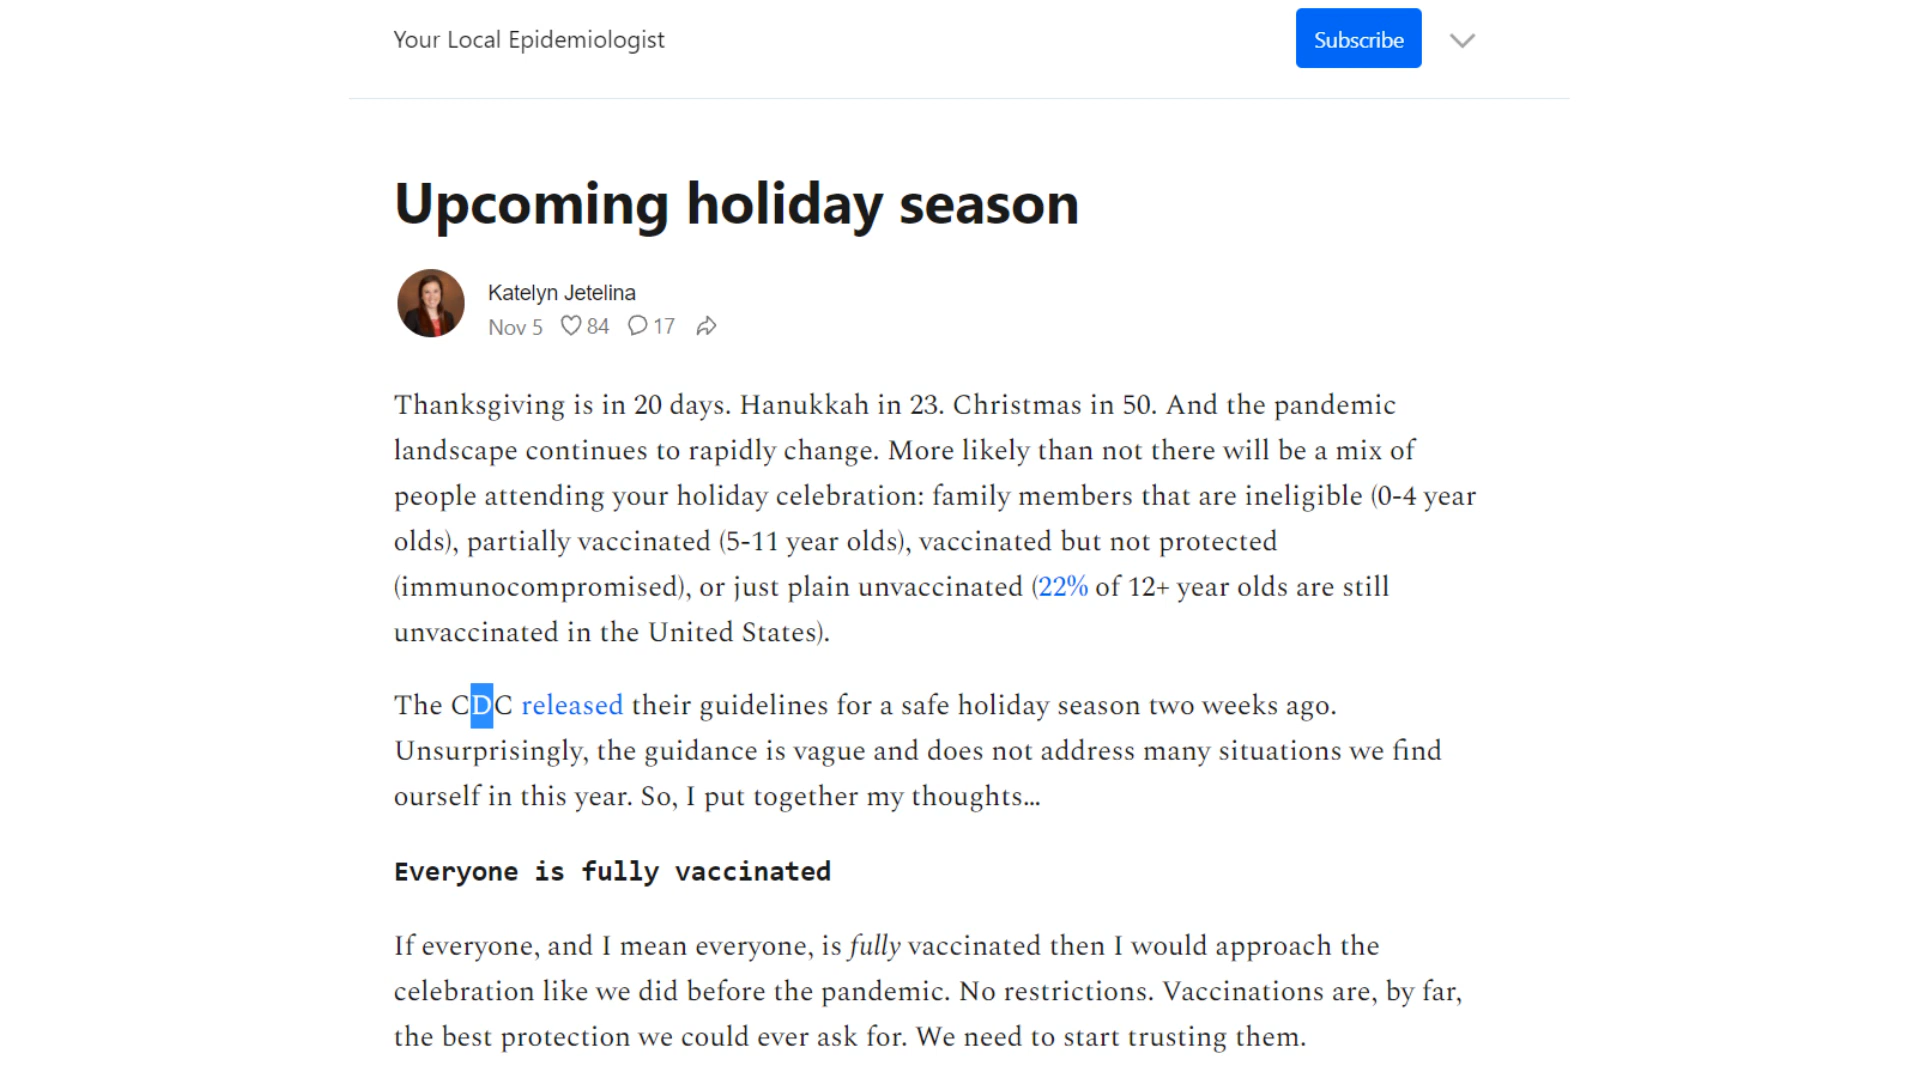 Your Local Epidemiologist
Subscribe
Upcoming holiday season
Katelyn Jetelina
Nov 5 84 17
Thanksgiving is in 20 days. Hanukkah in 23. Christmas in 50. And the pandemic
landscape continues to rapidly change. More likely than not there will be a mix of
people attending your holiday celebration: family members that are ineligible (0-4 year
olds), partially vaccinated (5-11 year olds), vaccinated but not protected
(immunocompromised), or just plain unvaccinated (22% of 12+ year olds are still
unvaccinated in the United States).
The CDC released their guidelines for a safe holiday season two weeks ago.
Unsurprisingly, the guidance is vague and does not address many situations we find
ourself in this year. So, I put together my thoughts…
Everyone is fully vaccinated
If everyone, and I mean everyone, is fully vaccinated then I would approach the
celebration like we did before the pandemic. No restrictions. Vaccinations are, by far,
the best protection we could ever ask for. We need to start trusting them.